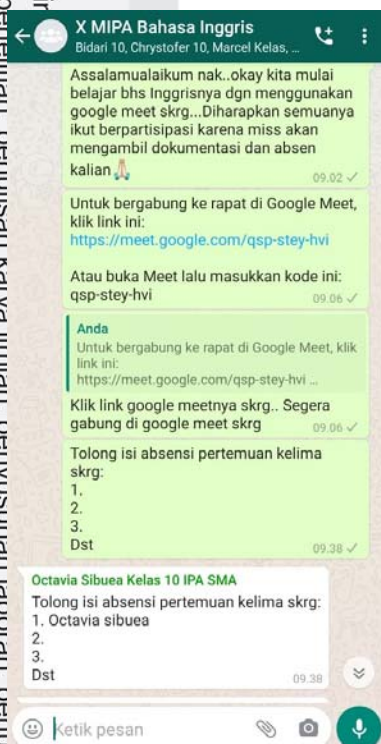 X MIPA Bahasa Inggris
Bidari 10, Chrystofer 10, Marcel Kelas, ...
Assalamualaikum nak..okay kita mulai
belajar bhs Inggrisnya dgn menggunakan
google meet skrg...Diharapkan semuanya
ikut berpartisipasi karena miss akan
mengambil dokumentasi dan absen
kalian🙏
09.02 ✓
Untuk bergabung ke rapat di Google Meet,
klik link ini:
https://meet.google.com/qsp-stey-hvi
Atau buka Meet lalu masukkan kode ini:
qsp-stey-hvi
09.06 ✓
Anda
Untuk bergabung ke rapat di Google Meet, klik
link ini:
https://meet.google.com/qsp-stey-hvi ...
Klik link google meetnya skrg.. Segera
gabung di google meet skrg
09.06 ✓
Tolong isi absensi pertemuan kelima
skrg:
1.
2.
3.
Dst
09.38 ✓
Octavia Sibuea Kelas 10 IPA SMA
Tolong isi absensi pertemuan kelima skrg:
1. Octavia sibuea
2.
3.
Dst
09.38
Ketik pesan